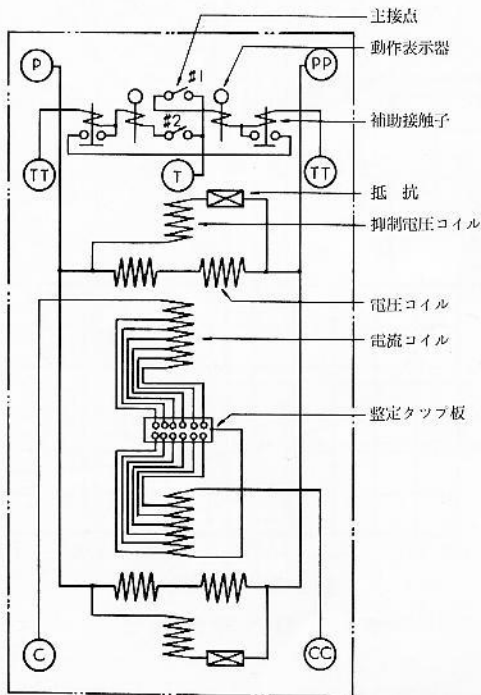 主接点
P
#1
動作表示器
PP
#2
補助接触子
TT
T
TT
抵 抗
抑制電圧コイル
電圧コイル
電流コイル
整定タツプ板
C
CC